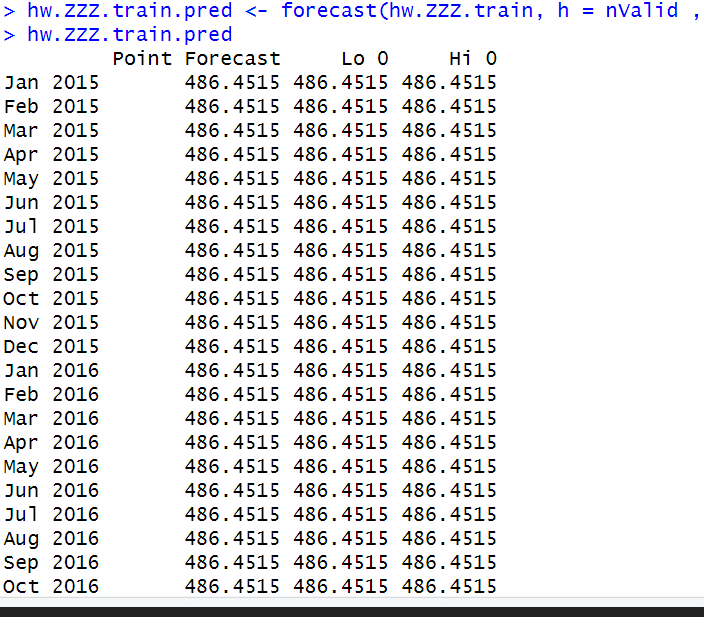 > hw.ZZZ.train.pred <- forecast(hw.ZZZ.train, h = nValid ,
> hw.ZZZ.train.pred
         Point Forecast     Lo 0     Hi 0
Jan 2015       486.4515 486.4515 486.4515
Feb 2015       486.4515 486.4515 486.4515
Mar 2015       486.4515 486.4515 486.4515
Apr 2015       486.4515 486.4515 486.4515
May 2015       486.4515 486.4515 486.4515
Jun 2015       486.4515 486.4515 486.4515
Jul 2015       486.4515 486.4515 486.4515
Aug 2015       486.4515 486.4515 486.4515
Sep 2015       486.4515 486.4515 486.4515
Oct 2015       486.4515 486.4515 486.4515
Nov 2015       486.4515 486.4515 486.4515
Dec 2015       486.4515 486.4515 486.4515
Jan 2016       486.4515 486.4515 486.4515
Feb 2016       486.4515 486.4515 486.4515
Mar 2016       486.4515 486.4515 486.4515
Apr 2016       486.4515 486.4515 486.4515
May 2016       486.4515 486.4515 486.4515
Jun 2016       486.4515 486.4515 486.4515
Jul 2016       486.4515 486.4515 486.4515
Aug 2016       486.4515 486.4515 486.4515
Sep 2016       486.4515 486.4515 486.4515
Oct 2016       486.4515 486.4515 486.4515